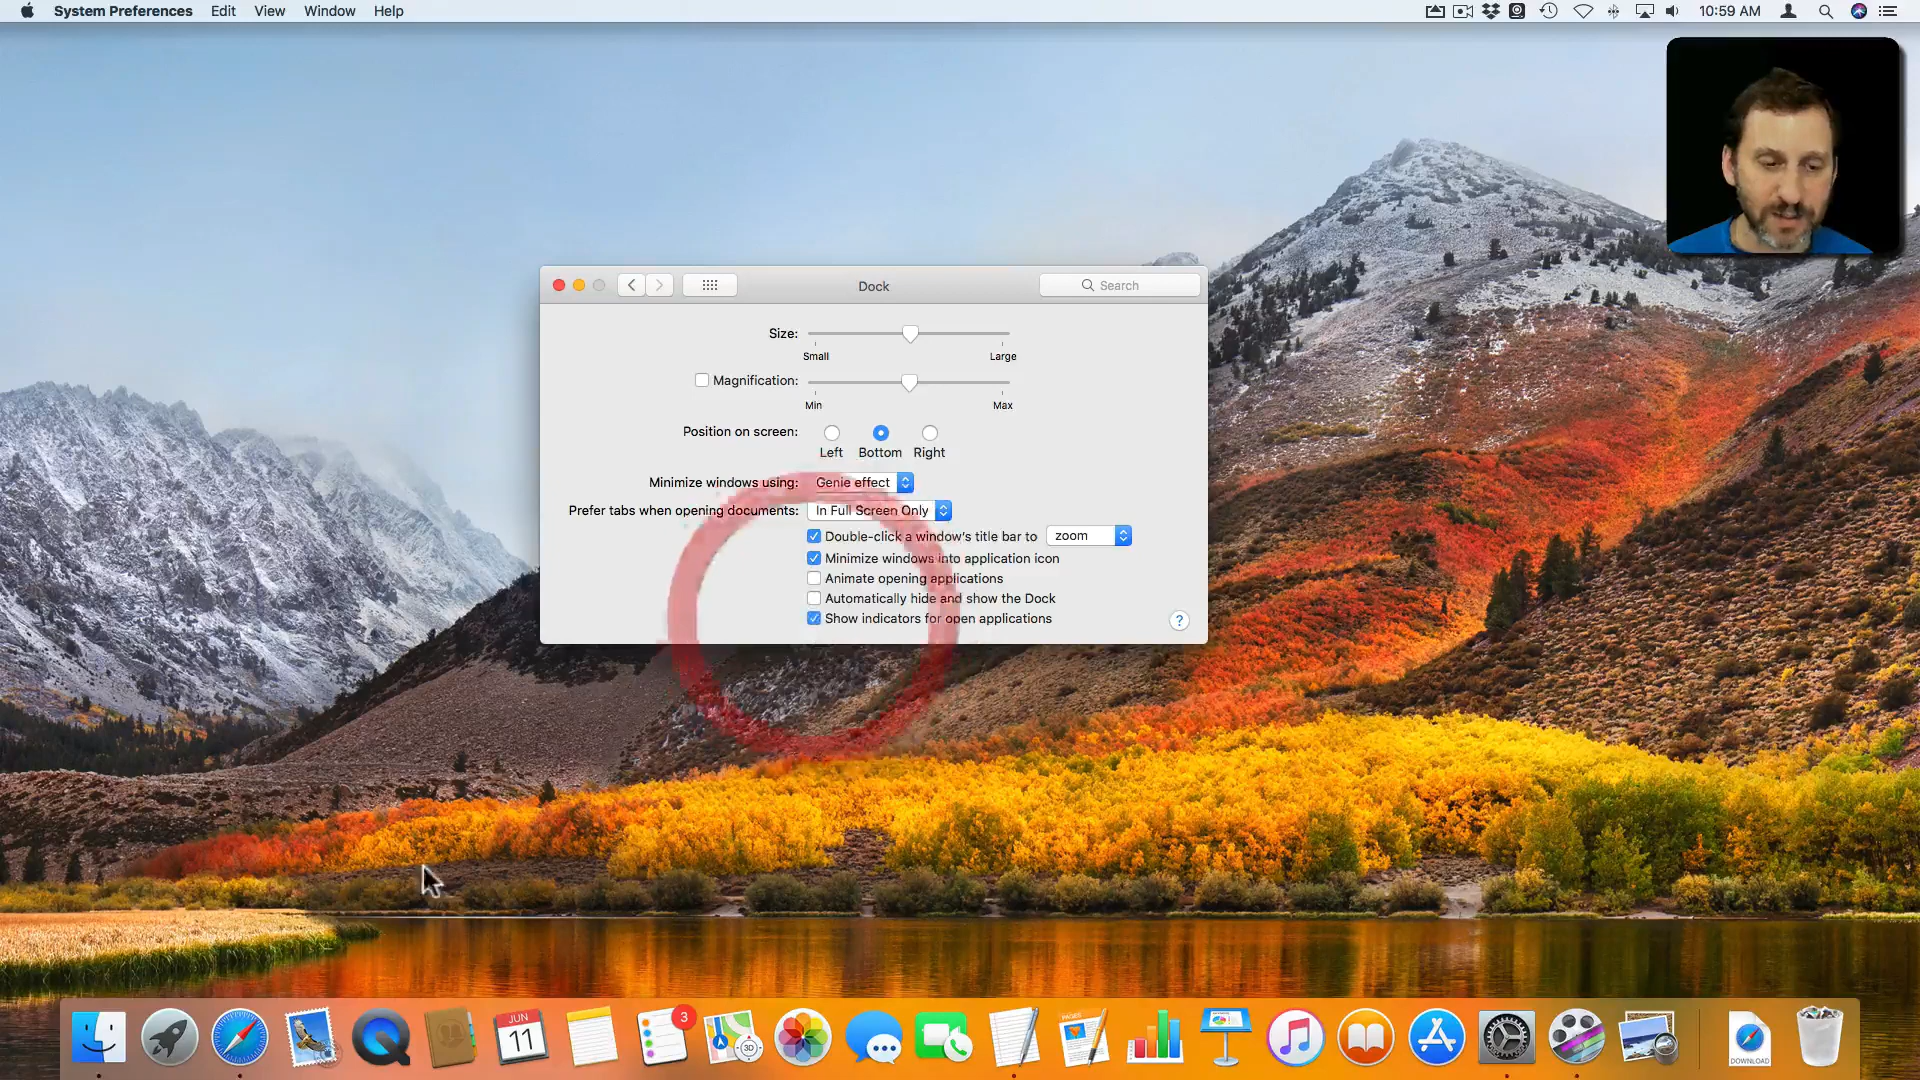 System Preferences Edit View Window Help 10:59 AM
Dock
Search
Size:
Small Large
Magnification:
Min Max
Position on screen:
Left Bottom Right
Minimize windows using: Genie effect
Prefer tabs when opening documents: In Full Screen Only
Double-click a window's title bar to zoom
Minimize windows into application icon
Animate opening applications
Automatically hide and show the Dock
Show indicators for open applications
?
JUN
11
3
3D
PAGES
DOWNLOAD